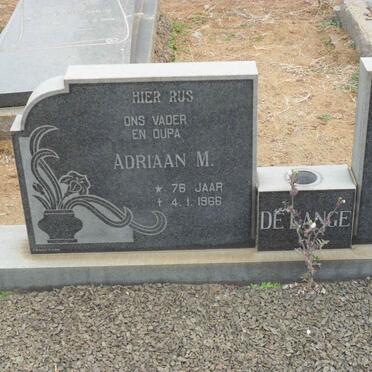 HIER RUS
ONS VADER
EN OUPA
ADRIAAN M.
* 76 JAAR
† 4.1.1966
DE LANGE